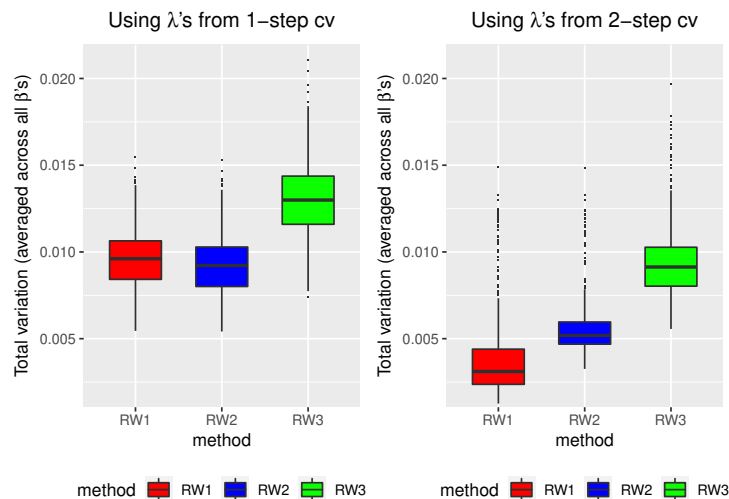 Using λ's from 1−step cv
Total variation (averaged across all β's)
0.020
0.015
0.010
0.005
RW1 RW2 RW3
method
method RW1 RW2 RW3
Using λ's from 2−step cv
Total variation (averaged across all β's)
0.020
0.015
0.010
0.005
RW1 RW2 RW3
method
method RW1 RW2 RW3